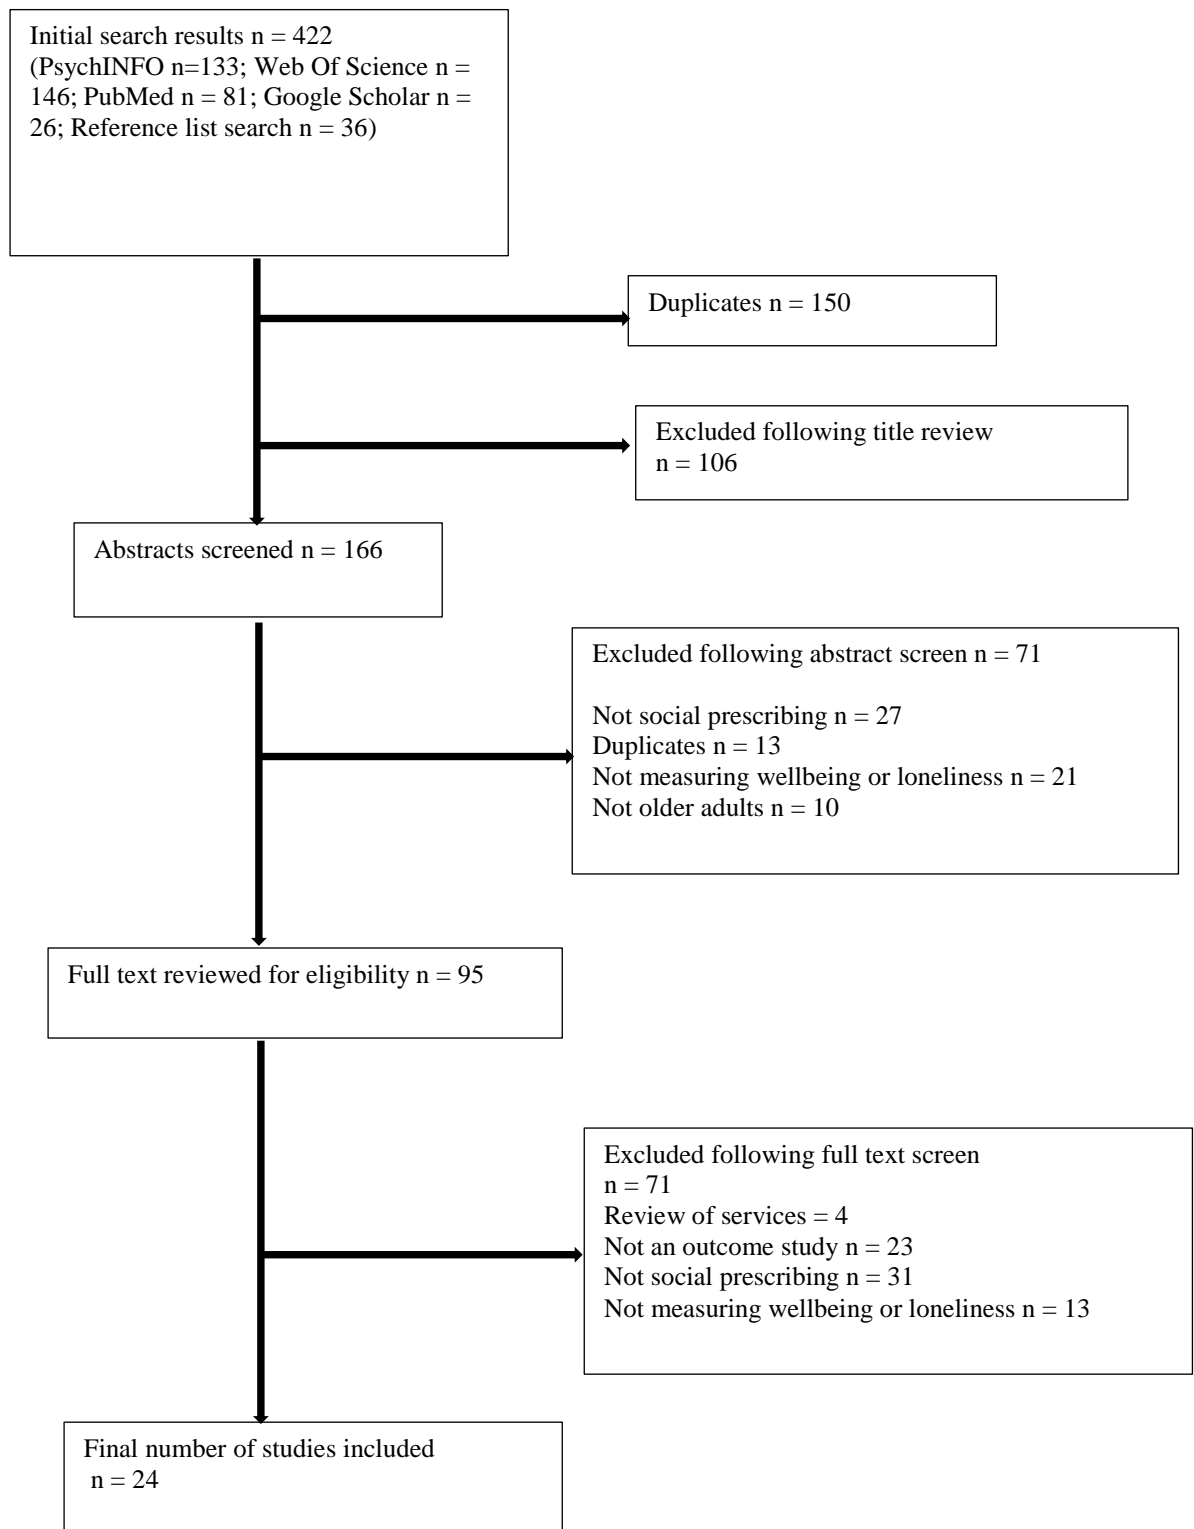 Initial search results n = 422
(PsychINFO n=133; Web Of Science n =
146; PubMed n = 81; Google Scholar n =
26; Reference list search n = 36)
Duplicates n = 150
Excluded following title review
n = 106
Abstracts screened n = 166
Excluded following abstract screen n = 71
Not social prescribing n = 27
Duplicates n = 13
Not measuring wellbeing or loneliness n = 21
Not older adults n = 10
Full text reviewed for eligibility n = 95
Excluded following full text screen
n = 71
Review of services = 4
Not an outcome study n = 23
Not social prescribing n = 31
Not measuring wellbeing or loneliness n = 13
Final number of studies included
n = 24